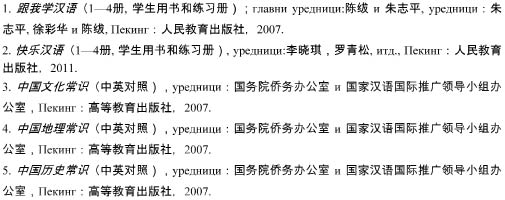 1. 跟我学汉语（1—4册, 学生用书和练习册）; главни уредници:陈绂 и 朱志平, уредници : 朱
志平, 徐彩华 и 陈绂, Пекинг : 人民教育出版社, 2007.
2. 快乐汉语（1—4册, 学生用书和练习册）, уредници:李晓琪，罗青松, итд., Пекинг : 人民教育
出版社, 2011.
3. 中国文化常识（中英对照）, уредници : 国务院侨务办公室 и 国家汉语国际推广领导小组办
公室，Пекинг : 高等教育出版社, 2007.
4. 中国地理常识（中英对照）, уредници : 国务院侨务办公室 и 国家汉语国际推广领导小组办
公室，Пекинг : 高等教育出版社, 2007.
5. 中国历史常识（中英对照）, уредници : 国务院侨务办公室 и 国家汉语国际推广领导小组办
公室，Пекинг : 高等教育出版社, 2007.